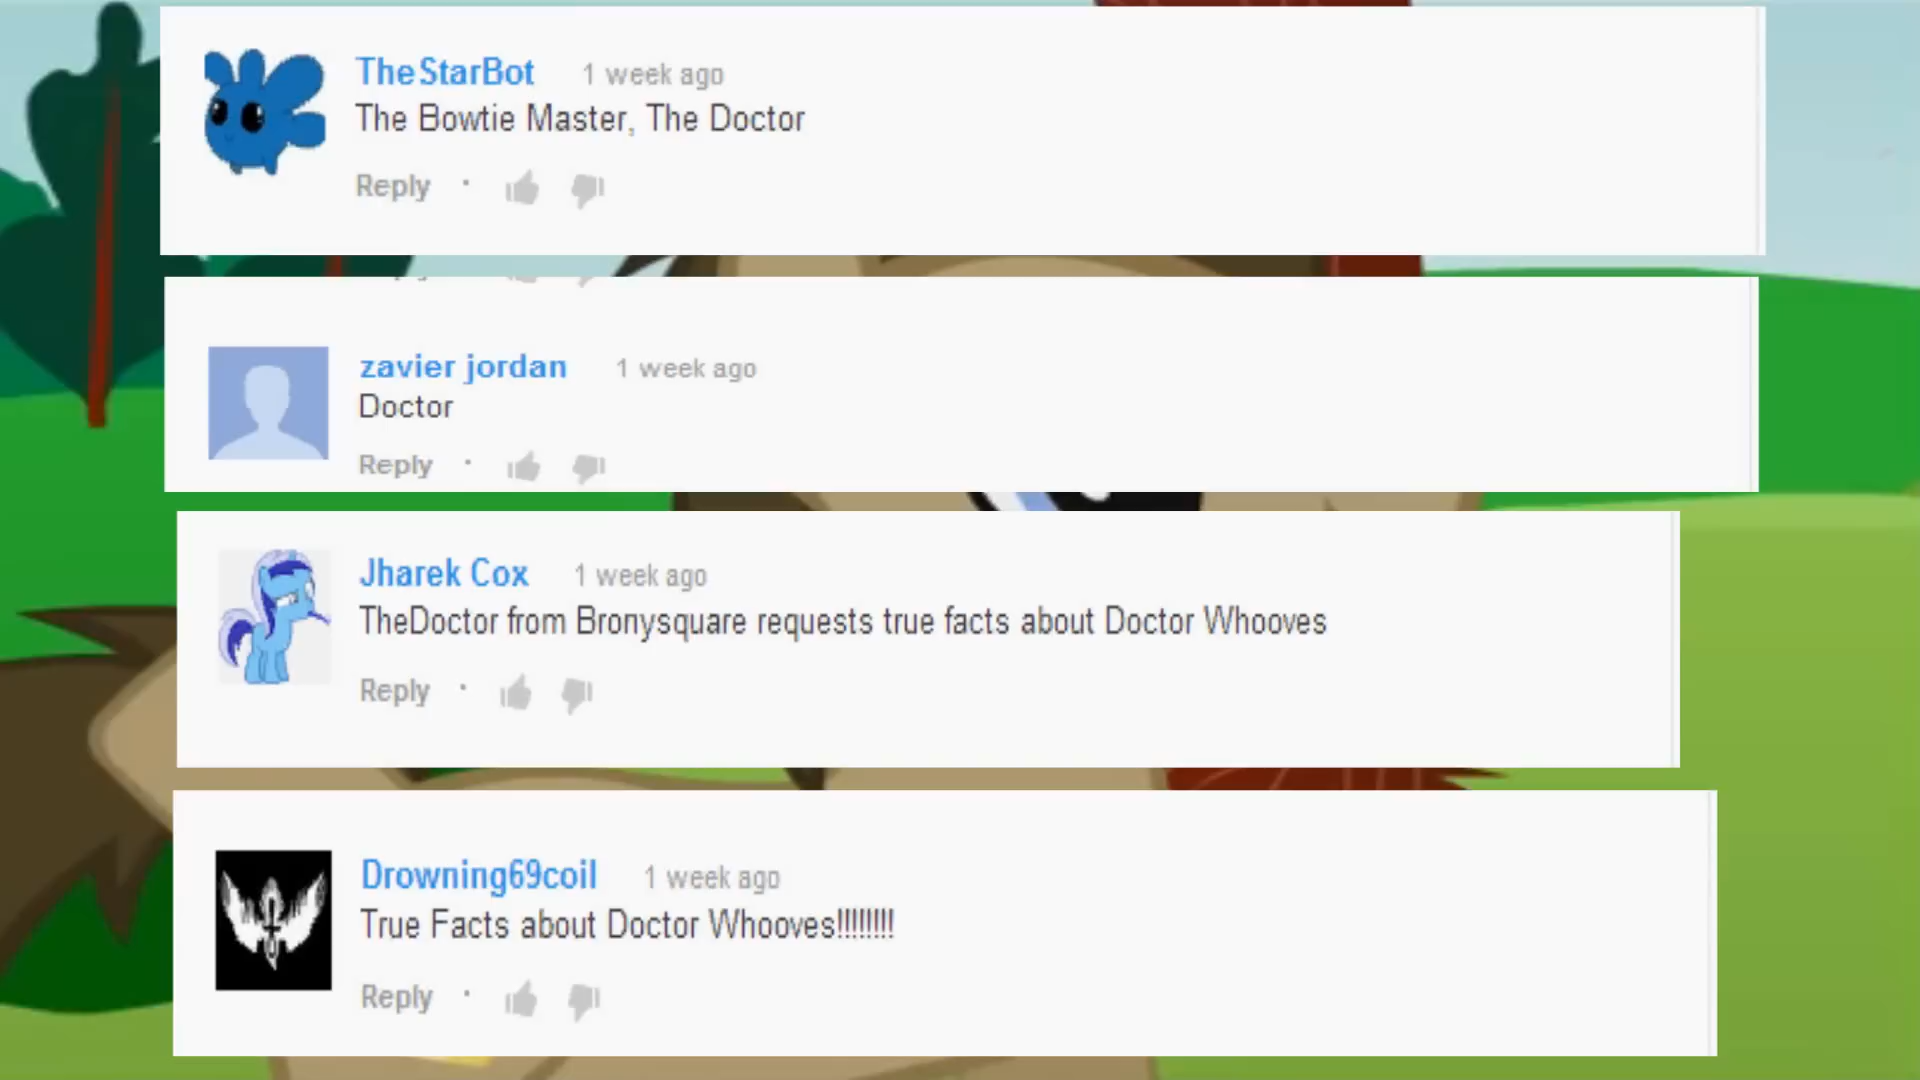 TheStarBot 1 week ago
The Bowtie Master, The Doctor
Reply ·
zavier jordan 1 week ago
Doctor
Reply ·
Jharek Cox 1 week ago
TheDoctor from Bronysquare requests true facts about Doctor Whooves
Reply ·
Drowning69coil 1 week ago
True Facts about Doctor Whooves!!!!!!!!
Reply ·